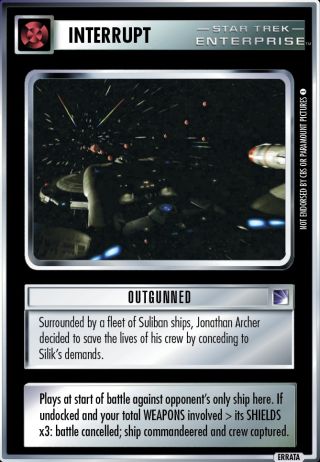 INTERRUPT
STAR TREK
ENTERPRISE™
NOT ENDORSED BY CBS OR PARAMOUNT PICTURES
OUTGUNNED
Surrounded by a fleet of Suliban ships, Jonathan Archer
decided to save the lives of his crew by conceding to
Silik's demands.
Plays at start of battle against opponent's only ship here. If
undocked and your total WEAPONS involved > its SHIELDS
x3: battle cancelled; ship commandeered and crew captured.
ERRATA